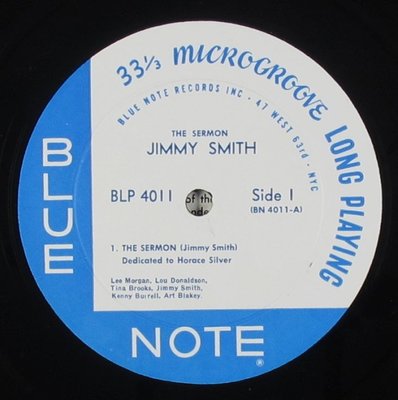 33⅓ MICROGROOVE LONG PLAYING
BLUE NOTE RECORDS INC · 47 WEST 63rd · NYC
THE SERMON
JIMMY SMITH
BLP 4011
Side 1
(BN 4011-A)
of the
1. THE SERMON (Jimmy Smith)
Dedicated to Horace Silver
Lee Morgan, Lou Donaldson,
Tina Brooks, Jimmy Smith,
Kenny Burrell, Art Blakey.
BLUE
NOTE
®